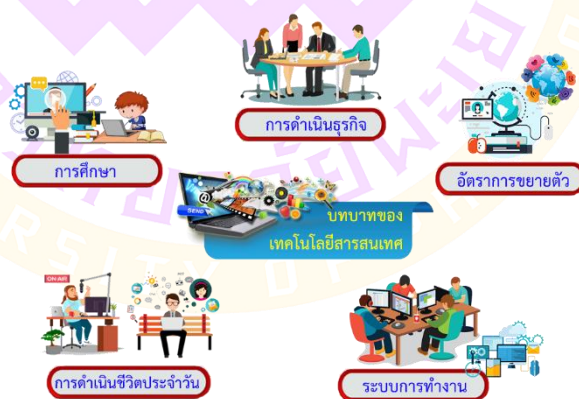 การดำเนินธุรกิจ
การศึกษา
อัตราการขยายตัว
SEND
บทบาทของ
เทคโนโลยีสารสนเทศ
ON AIR
การดำเนินชีวิตประจำวัน
ระบบการทำงาน